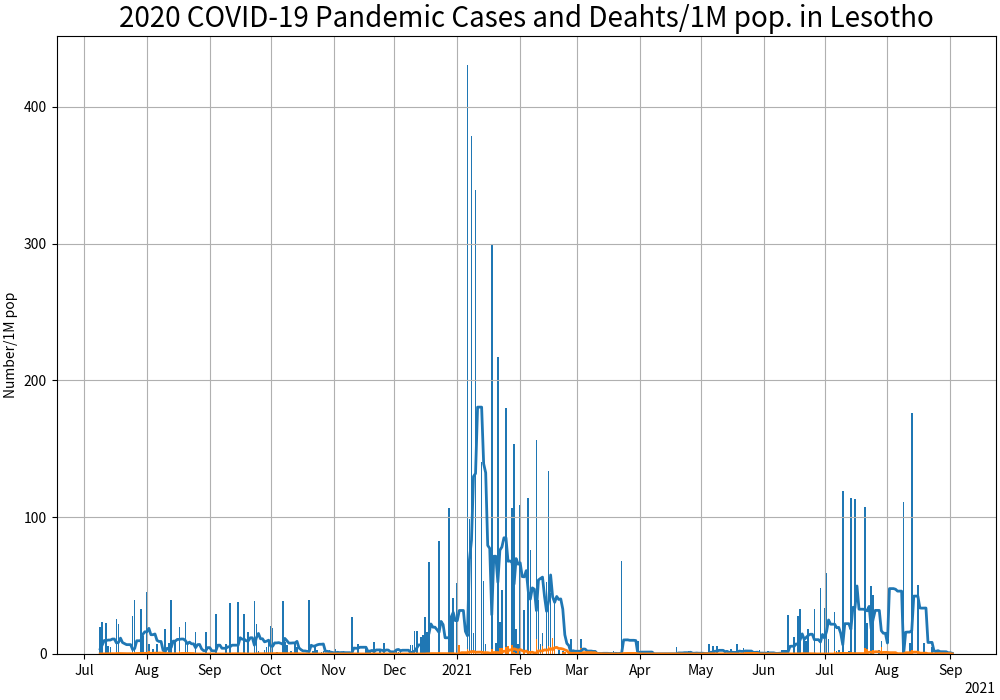 2020 COVID-19 Pandemic Cases and Deahts/1M pop. in Lesotho
Number/1M pop
400
300
200
100
0
Jul Aug Sep Oct Nov Dec 2021 Feb Mar Apr May Jun Jul Aug Sep
2021